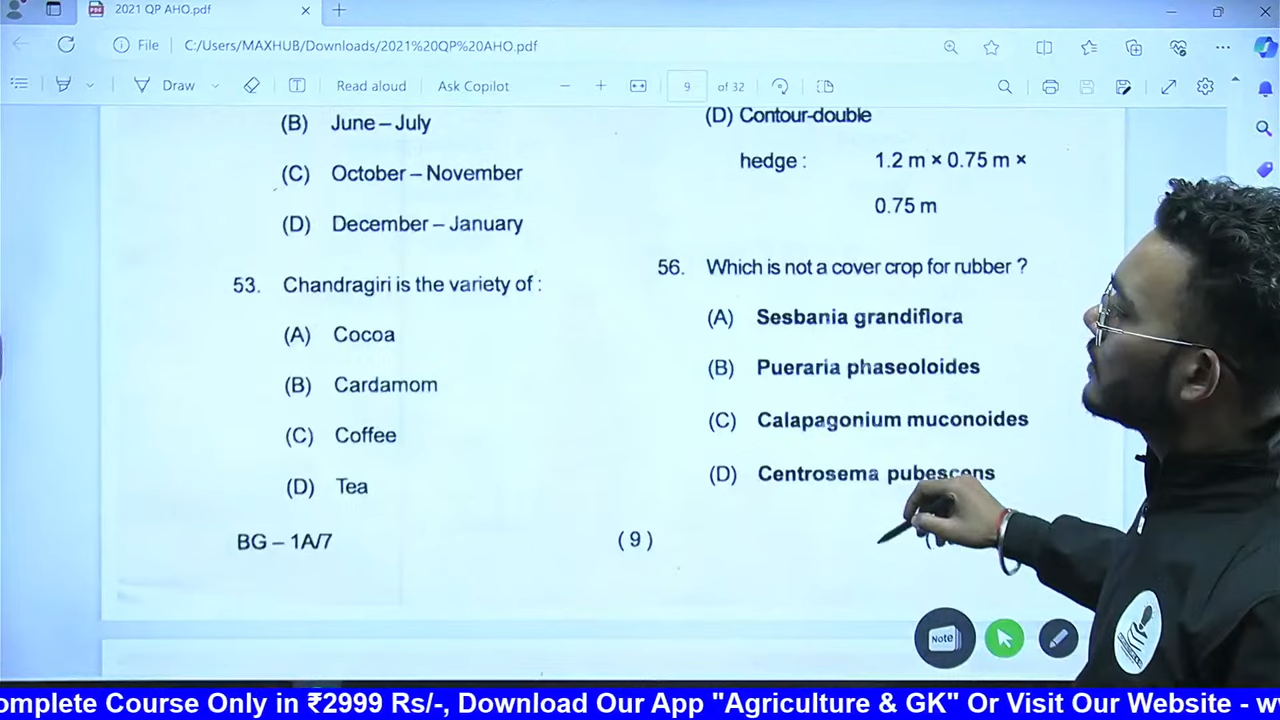 2021 QP AHO.pdf
File
C:/Users/MAXHUB/Downloads/2021%20QP%20AHO.pdf
Draw
Read aloud
Ask Copilot
9
of 32
(B) June – July
(C) October – November
(D) December – January
53. Chandragiri is the variety of :
(A) Cocoa
(B) Cardamom
(C) Coffee
(D) Tea
BG – 1A/7
(D) Contour-double
hedge : 1.2 m × 0.75 m ×
0.75 m
56. Which is not a cover crop for rubber ?
(A) Sesbania grandiflora
(B) Pueraria phaseoloides
(C) Calapagonium muconoides
(D) Centrosema pubescens
( 9 )
Note
omplete Course Only in ₹2999 Rs/-, Download Our App "Agriculture & GK" Or Visit Our Website - w